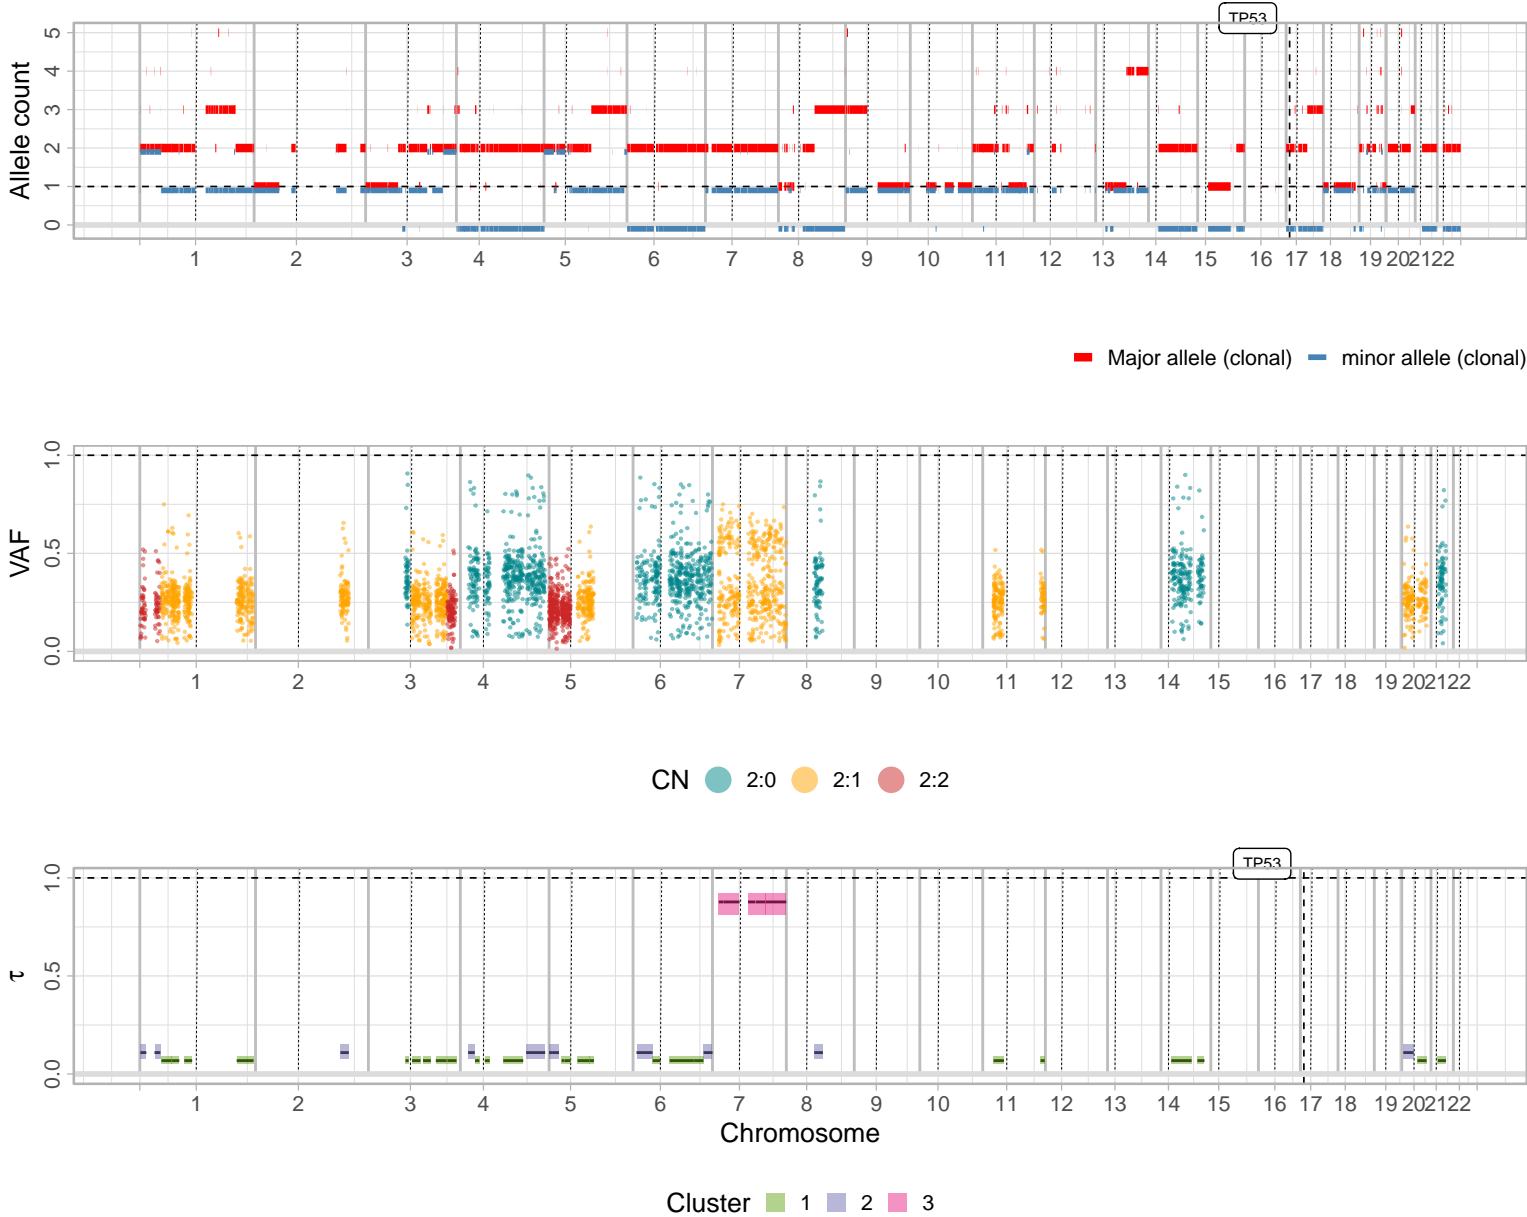 TP53
Allele count
5
4
3
2
1
0
1 2 3 4 5 6 7 8 9 10 11 12 13 14 15 16 17 18 19 20 21 22
Major allele (clonal) minor allele (clonal)
VAF
1.0
0.5
0.0
1 2 3 4 5 6 7 8 9 10 11 12 13 14 15 16 17 18 19 20 21 22
CN 2:0 2:1 2:2
TP53
τ
1.0
0.5
0.0
1 2 3 4 5 6 7 8 9 10 11 12 13 14 15 16 17 18 19 20 21 22
Chromosome
Cluster 1 2 3